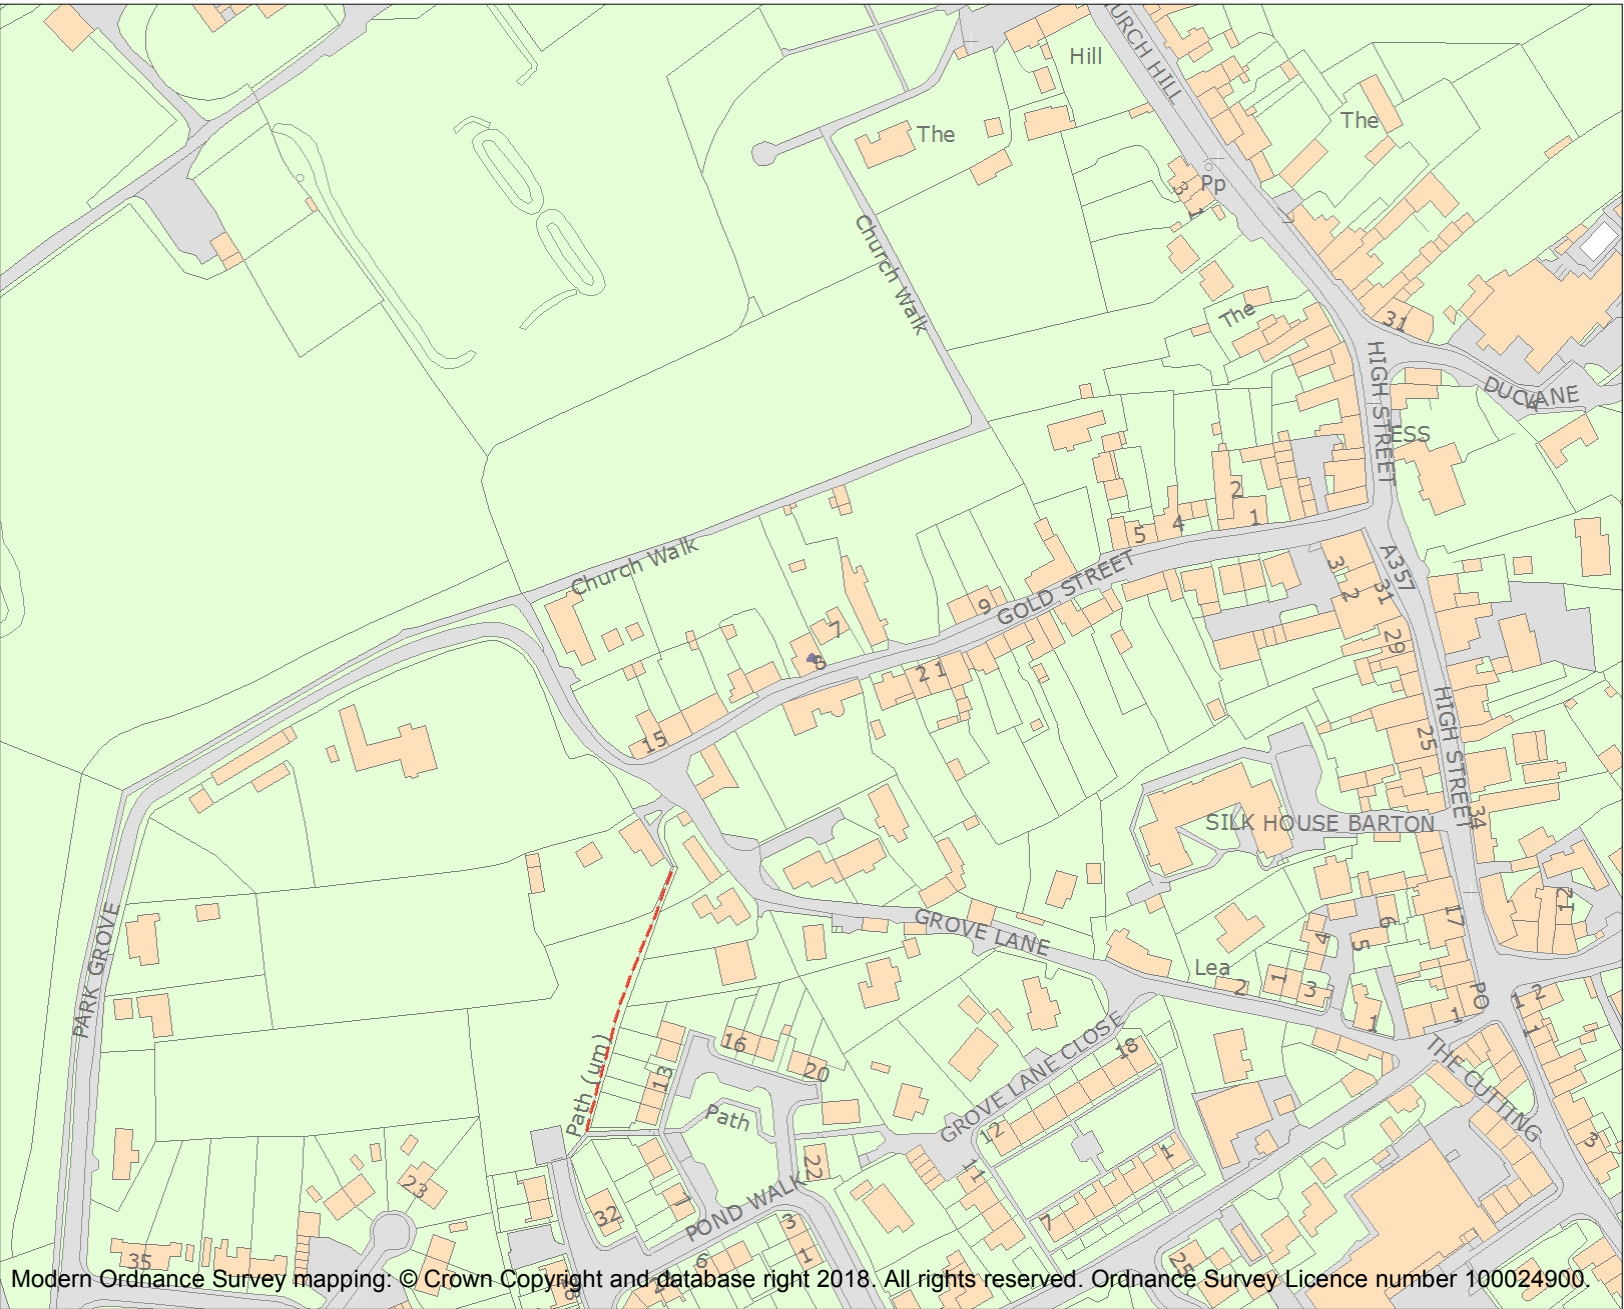 URCH HILL
Hill
The
The
Pp
3
1
Church Walk
The
31
HIGH STREET
DUCK LANE
ESS
2
1
4
5
3
2
A357
31
Church Walk
9
GOLD STREET
7
8
2 1
29
HIGH STREET
25
15
SILK HOUSE BARTON
34
12
17
PARK GROVE
GROVE LANE
4
5
6
Lea
2
1
3
1
PO
1
1 2
1
Path (um)
13
16
20
Path
GROVE LANE CLOSE
18
THE CUTTING
12
11
22
1
3
7
23
32
1
POND WALK
3
1
6
35
25
Modern Ordnance Survey mapping: © Crown Copyright and database right 2018. All rights reserved. Ordnance Survey Licence number 100024900.